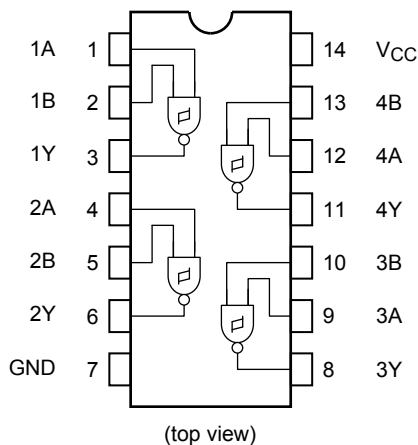 1A 1 14 VCC
1B 2 13 4B
1Y 3 12 4A
2A 4 11 4Y
2B 5 10 3B
2Y 6 9 3A
GND 7 8 3Y
(top view)